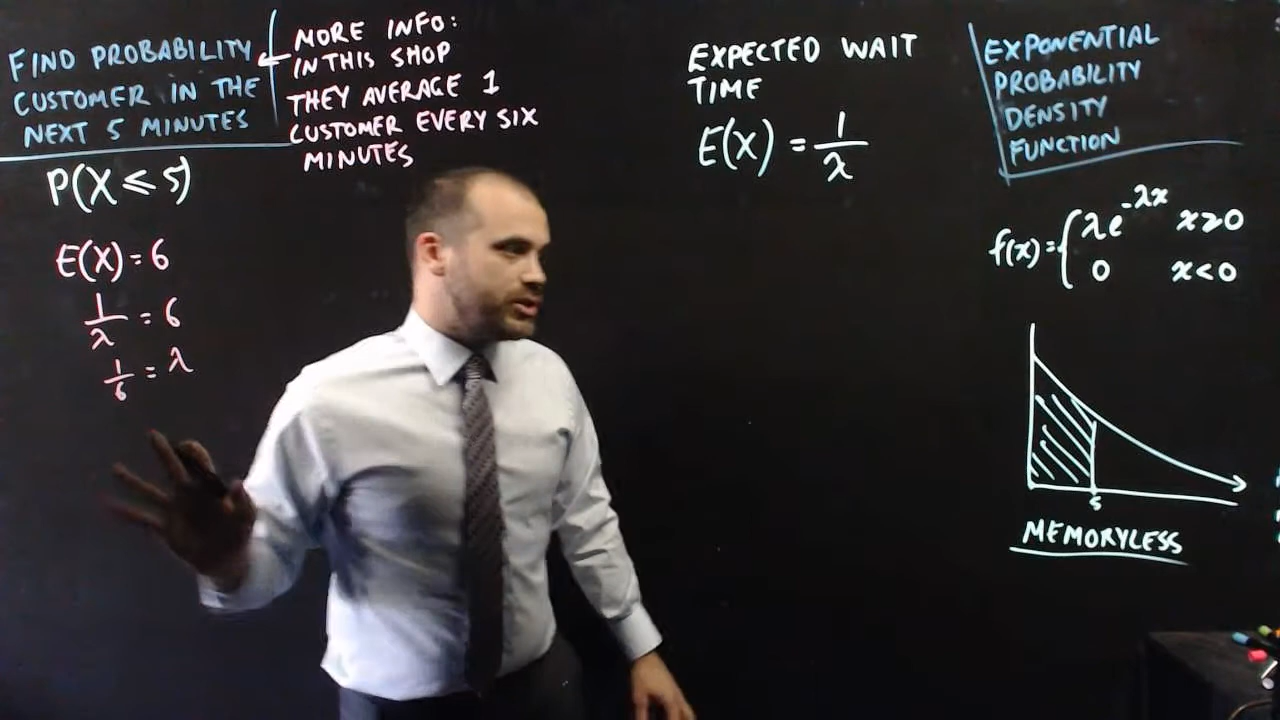 FIND PROBABILITY
CUSTOMER IN THE
NEXT 5 MINUTES
MORE INFO:
IN THIS SHOP
THEY AVERAGE 1
CUSTOMER EVERY SIX
MINUTES
P(X ⩽ 5)
E(X) = 6
1/λ = 6
1/6 = λ
EXPECTED WAIT
TIME
E(X) = 1/λ
EXPONENTIAL
PROBABILITY
DENSITY
FUNCTION
f(x) = { λe^-λx x ⩾ 0
0 x < 0
5
MEMORYLESS